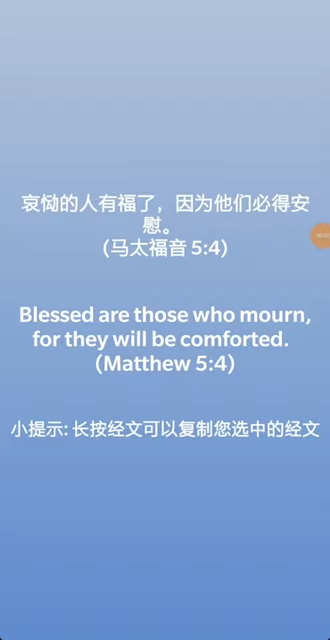 哀恸的人有福了，因为他们必得安
慰。
（马太福音 5:4）
Blessed are those who mourn,
for they will be comforted.
（Matthew 5:4）
小提示: 长按经文可以复制您选中的经文